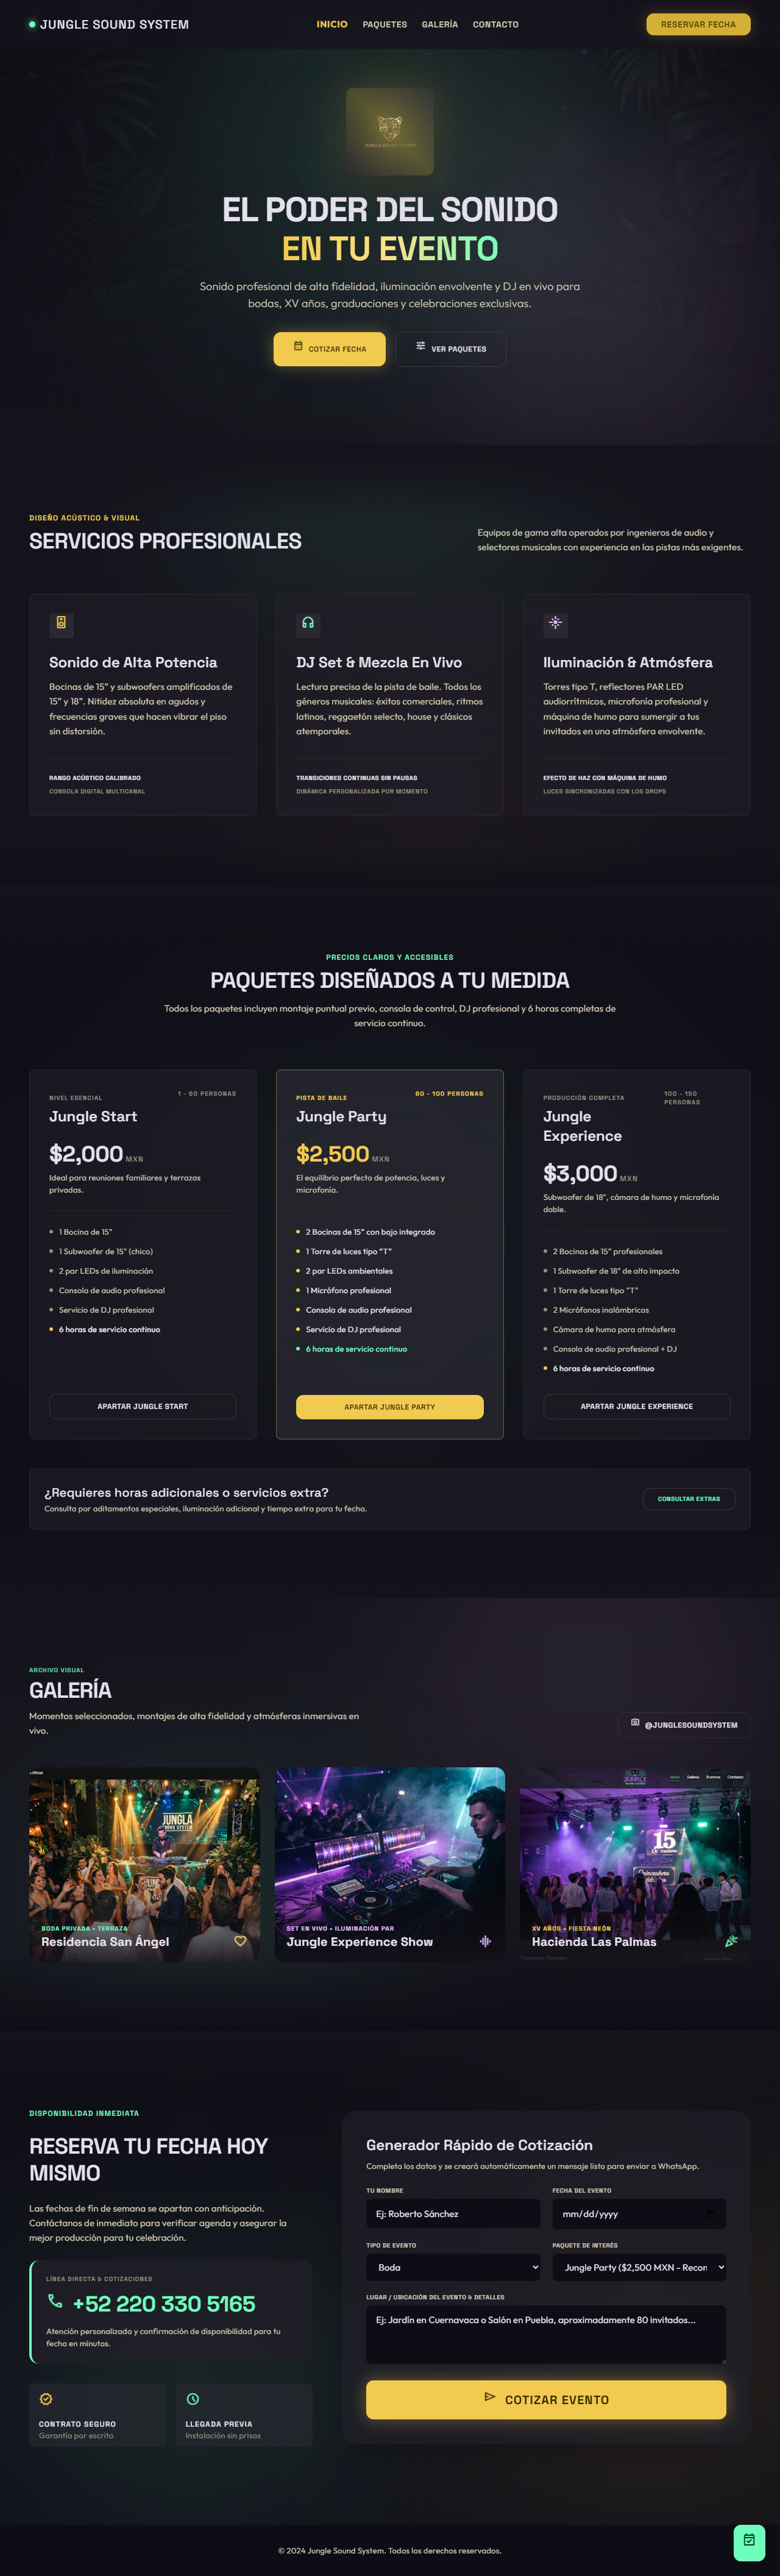 JUNGLE SOUND SYSTEM
INICIO
PAQUETES
GALERÍA
CONTACTO
RESERVAR FECHA
JUNGLE SOUND SYSTEM
EL PODER DEL SONIDO
EN TU EVENTO
Sonido profesional de alta fidelidad, iluminación envolvente y DJ en vivo para
bodas, XV años, graduaciones y celebraciones exclusivas.
COTIZAR FECHA
VER PAQUETES
DISEÑO ACÚSTICO & VISUAL
SERVICIOS PROFESIONALES
Equipos de gama alta operados por ingenieros de audio y
selectores musicales con experiencia en las pistas más exigentes.
Sonido de Alta Potencia
Bocinas de 15” y subwoofers amplificados de
15” y 18”. Nitidez absoluta en agudos y
frecuencias graves que hacen vibrar el piso
sin distorsión.
RANGO ACÚSTICO CALIBRADO
CONSOLA DIGITAL MULTICANAL
DJ Set & Mezcla En Vivo
Lectura precisa de la pista de baile. Todos los
géneros musicales: éxitos comerciales, ritmos
latinos, reggaetón selecto, house y clásicos
atemporales.
TRANSICIONES CONTINUAS SIN PAUSAS
DINÁMICA PERSONALIZADA POR MOMENTO
Iluminación & Atmósfera
Torres tipo T, reflectores PAR LED
audiorrítmicos, microfonía profesional y
máquina de humo para sumergir a tus
invitados en una atmósfera envolvente.
EFECTO DE HAZ CON MÁQUINA DE HUMO
LUCES SINCRONIZADAS CON LOS DROPS
PRECIOS CLAROS Y ACCESIBLES
PAQUETES DISEÑADOS A TU MEDIDA
Todos los paquetes incluyen montaje puntual previo, consola de control, DJ profesional y 6 horas completas de
servicio continuo.
NIVEL ESENCIAL
1 - 60 PERSONAS
Jungle Start
$2,000 MXN
Ideal para reuniones familiares y terrazas
privadas.
1 Bocina de 15”
1 Subwoofer de 15” (chico)
2 par LEDs de iluminación
Consola de audio profesional
Servicio de DJ profesional
6 horas de servicio continuo
APARTAR JUNGLE START
PISTA DE BAILE
60 - 100 PERSONAS
Jungle Party
$2,500 MXN
El equilibrio perfecto de potencia, luces y
microfonía.
2 Bocinas de 15” con bajo integrado
1 Torre de luces tipo “T”
2 par LEDs ambientales
1 Micrófono profesional
Consola de audio profesional
Servicio de DJ profesional
6 horas de servicio continuo
APARTAR JUNGLE PARTY
PRODUCCIÓN COMPLETA
100 - 150
PERSONAS
Jungle
Experience
$3,000 MXN
Subwoofer de 18", cámara de humo y microfonía
doble.
2 Bocinas de 15” profesionales
1 Subwoofer de 18” de alto impacto
1 Torre de luces tipo “T”
2 Micrófonos inalámbricos
Cámara de humo para atmósfera
Consola de audio profesional + DJ
6 horas de servicio continuo
APARTAR JUNGLE EXPERIENCE
¿Requieres horas adicionales o servicios extra?
Consulta por aditamentos especiales, iluminación adicional y tiempo extra para tu fecha.
CONSULTAR EXTRAS
ARCHIVO VISUAL
GALERÍA
Momentos seleccionados, montajes de alta fidelidad y atmósferas inmersivas en
vivo.
@JUNGLESOUNDSYSTEM
Oficial
JUNGLA
SOUND SYSTEM
BODA PRIVADA • TERRAZA
Residencia San Ángel
SET EN VIVO • ILUMINACIÓN PAR
Jungle Experience Show
JUNGLE
Inicio
Galería
Eventos
Contacto
15
XV AÑOS • FIESTA NEÓN
Hacienda Las Palmas
DISPONIBILIDAD INMEDIATA
RESERVA TU FECHA HOY
MISMO
Las fechas de fin de semana se apartan con anticipación.
Contáctanos de inmediato para verificar agenda y asegurar la
mejor producción para tu celebración.
LÍNEA DIRECTA & COTIZACIONES
+52 220 330 5165
Atención personalizada y confirmación de disponibilidad para tu
fecha en minutos.
CONTRATO SEGURO
Garantía por escrito
LLEGADA PREVIA
Instalación sin prisas
Generador Rápido de Cotización
Completa los datos y se creará automáticamente un mensaje listo para enviar a WhatsApp.
TU NOMBRE
FECHA DEL EVENTO
Ej: Roberto Sánchez
mm/dd/yyyy
TIPO DE EVENTO
PAQUETE DE INTERÉS
Boda
Jungle Party ($2,500 MXN - Recor
LUGAR / UBICACIÓN DEL EVENTO & DETALLES
Ej: Jardín en Cuernavaca o Salón en Puebla, aproximadamente 80 invitados...
COTIZAR EVENTO
© 2024 Jungle Sound System. Todos los derechos reservados.